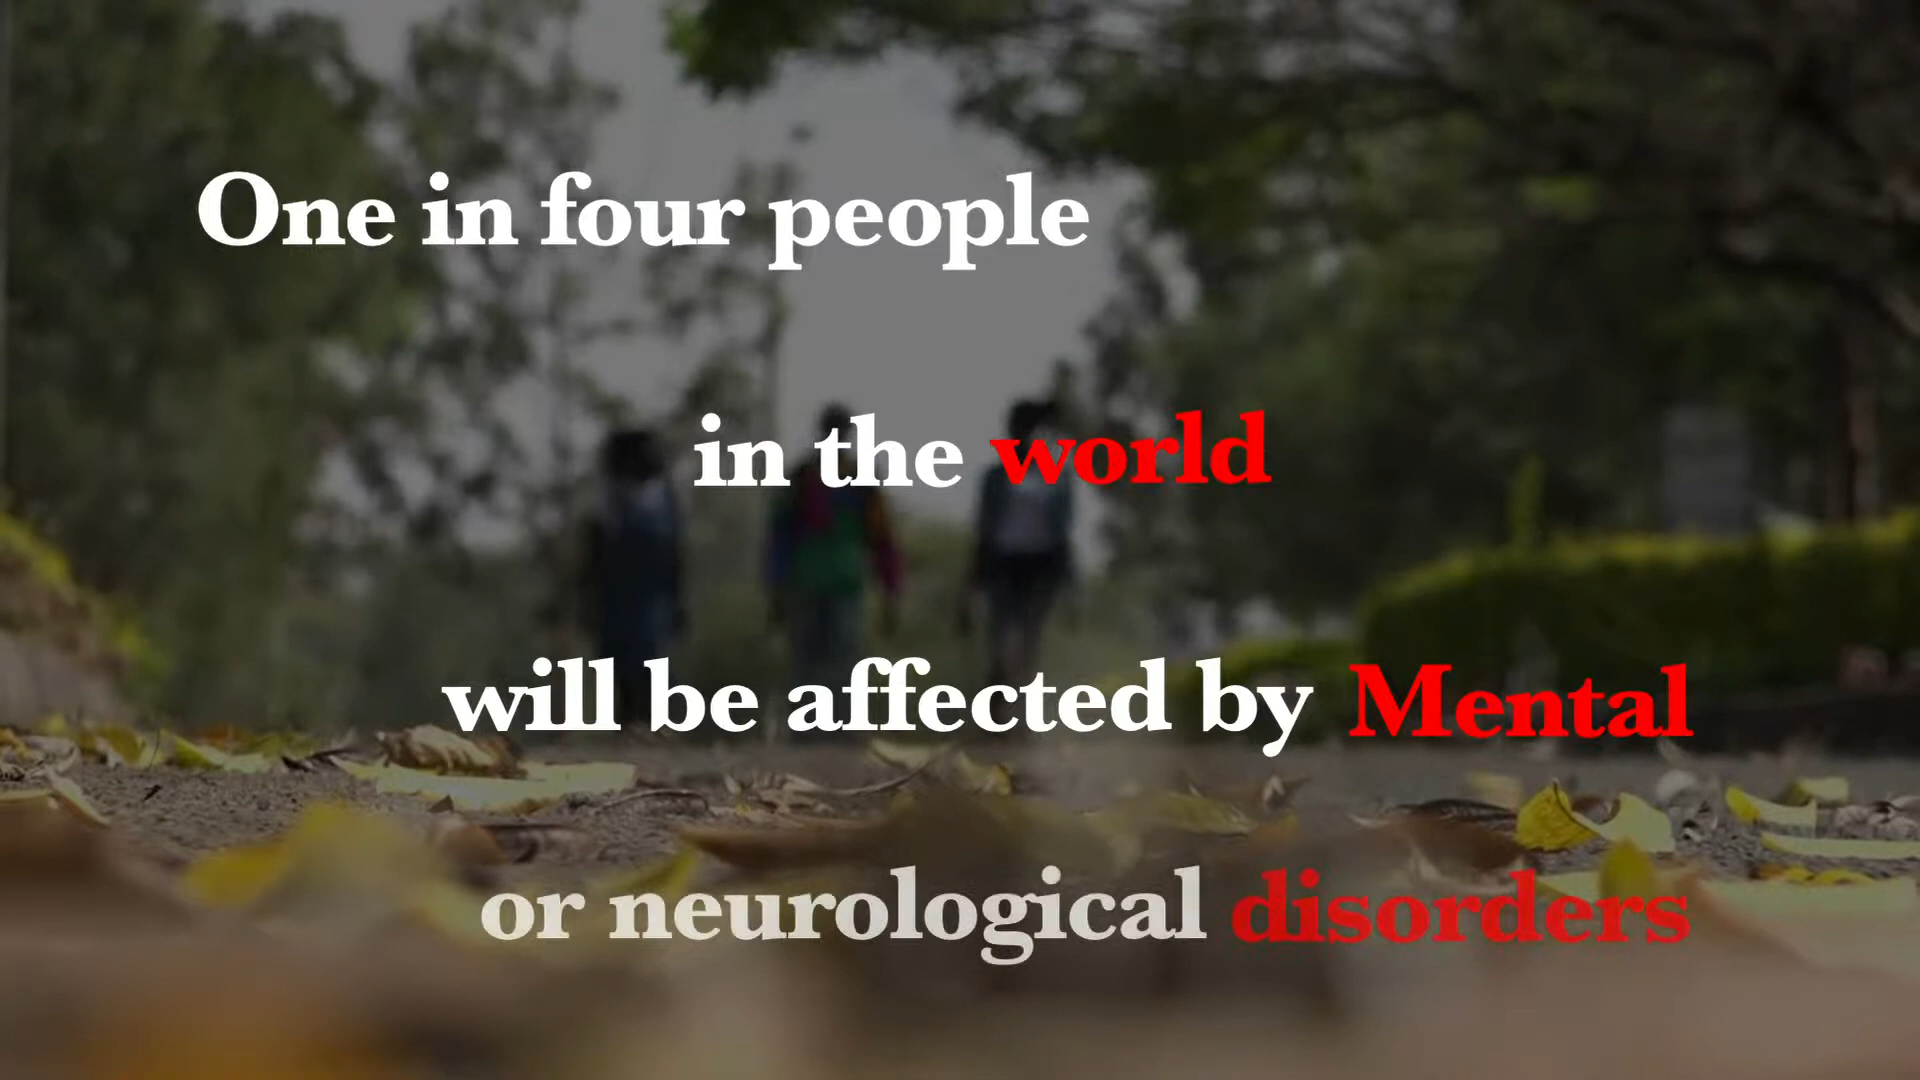 One in four people
in the world
will be affected by Mental
or neurological disorders